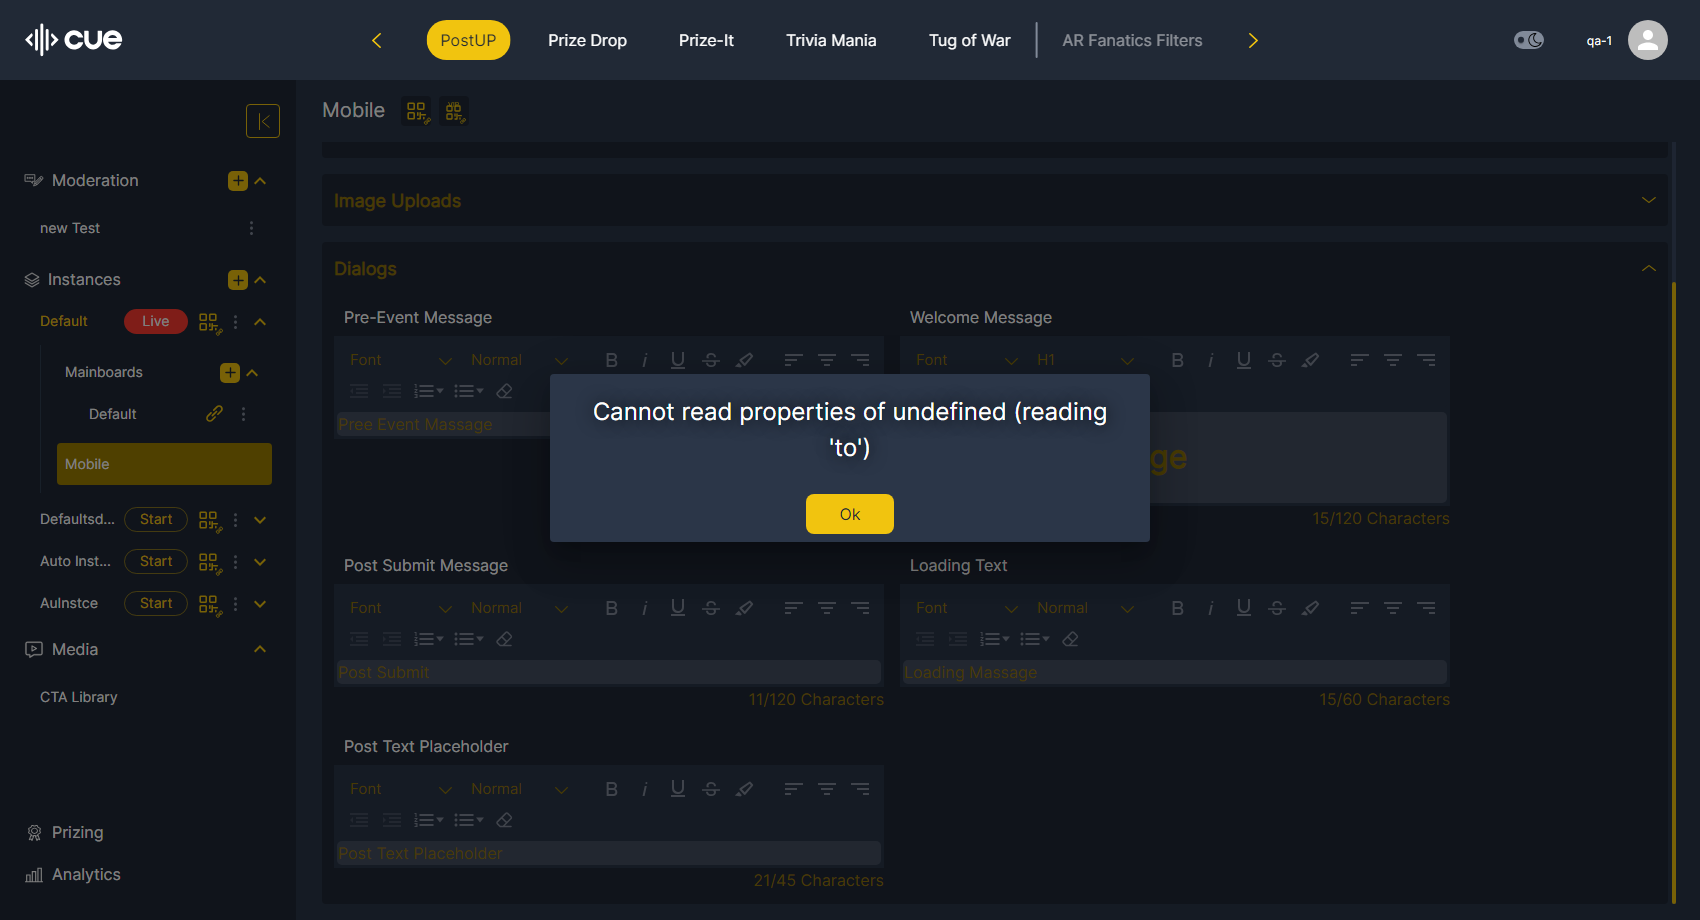 cue
PostUP
Prize Drop
Prize-It
Trivia Mania
Tug of War
AR Fanatics Filters
qa-1
Mobile
Moderation
new Test
Instances
Default
Live
Mainboards
Default
Mobile
Defaultsd...
Start
Auto Inst...
Start
AuInstce
Start
Media
CTA Library
Prizing
Analytics
Image Uploads
Dialogs
Pre-Event Message
Font
Normal
Pree Event Massage
Welcome Message
Font
H1
ge
15/120 Characters
Cannot read properties of undefined (reading
'to')
Ok
Post Submit Message
Font
Normal
Post Submit
11/120 Characters
Loading Text
Font
Normal
Loading Massage
15/60 Characters
Post Text Placeholder
Font
Normal
Post Text Placeholder
21/45 Characters